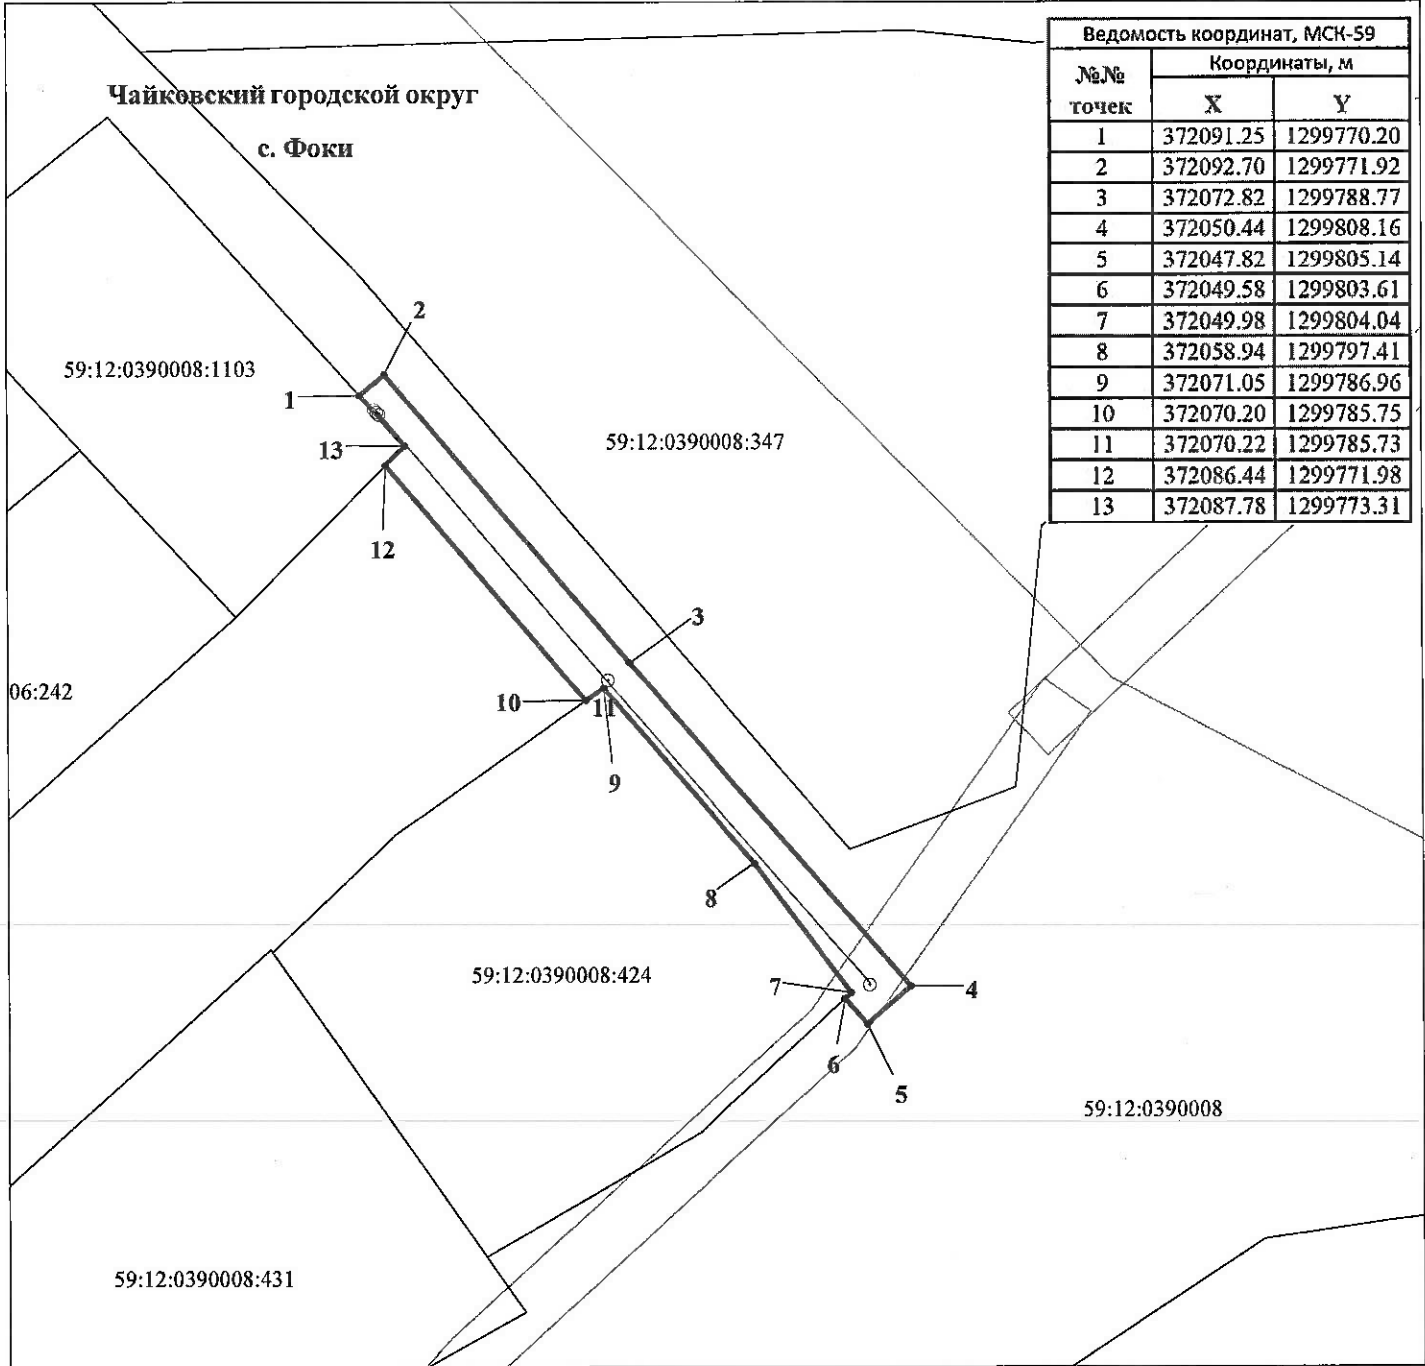 Ведомость координат, МСК-59
№№ точек
Координаты, м
X Y
1 372091.25 1299770.20
2 372092.70 1299771.92
3 372072.82 1299788.77
4 372050.44 1299808.16
5 372047.82 1299805.14
6 372049.58 1299803.61
7 372049.98 1299804.04
8 372058.94 1299797.41
9 372071.05 1299786.96
10 372070.20 1299785.75
11 372070.22 1299785.73
12 372086.44 1299771.98
13 372087.78 1299773.31
Чайковский городской округ
с. Фоки
2
59:12:0390008:1103
1
59:12:0390008:347
13
12
3
06:242
10
11
9
8
59:12:0390008:424
7
4
6
5
59:12:0390008
59:12:0390008:431